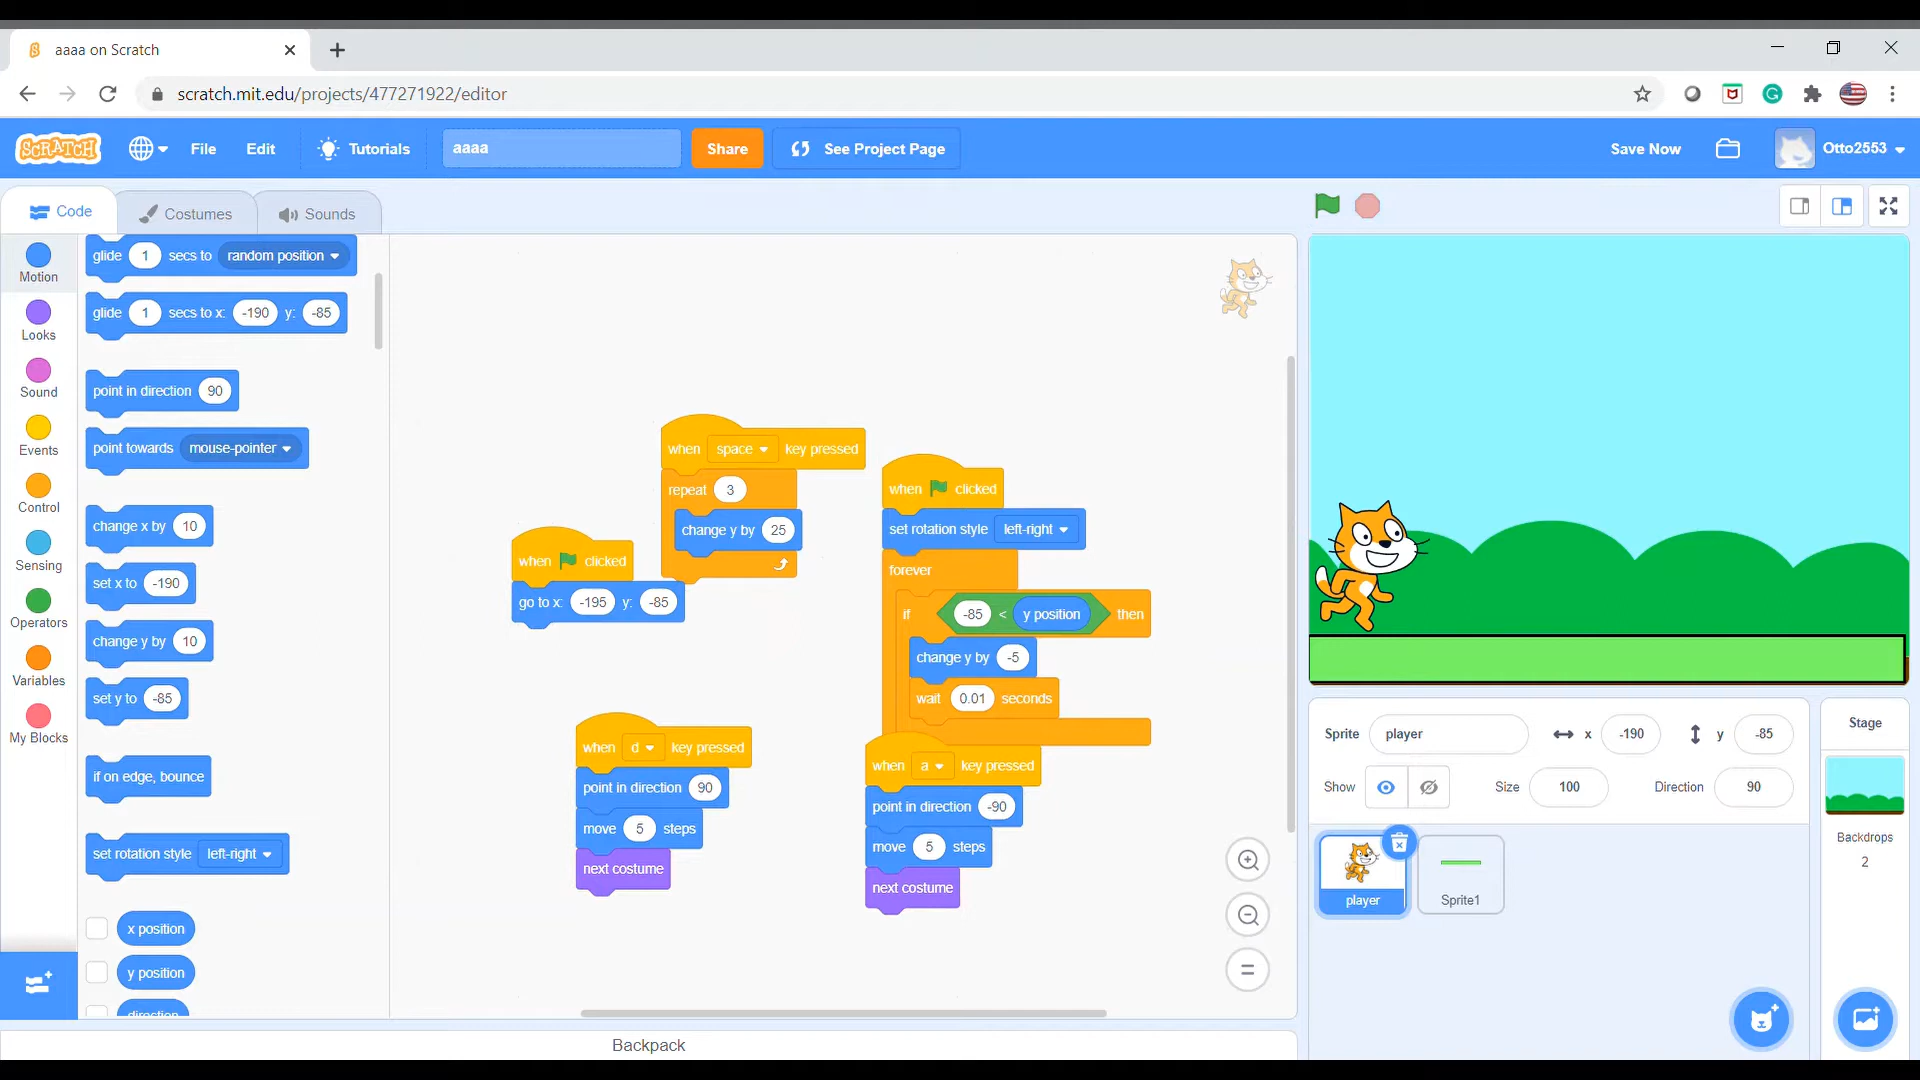 aaaa on Scratch
scratch.mit.edu/projects/477271922/editor
SCRATCH File Edit Tutorials aaaa Share See Project Page Save Now Otto2553
Code Costumes Sounds
Motion
Looks
Sound
Events
Control
Sensing
Operators
Variables
My Blocks
glide 1 secs to random position
glide 1 secs to x: -190 y: -85
point in direction 90
point towards mouse-pointer
change x by 10
set x to -190
change y by 10
set y to -85
if on edge, bounce
set rotation style left-right
x position
y position
direction
when space key pressed
repeat 3
change y by 25
when clicked
go to x: -195 y: -85
when clicked
set rotation style left-right
forever
if -85 < y position then
change y by -5
wait 0.01 seconds
when d key pressed
point in direction 90
move 5 steps
next costume
when a key pressed
point in direction -90
move 5 steps
next costume
Backpack
Sprite player x -190 y -85
Show Size 100 Direction 90
player
Sprite1
Stage
Backdrops
2